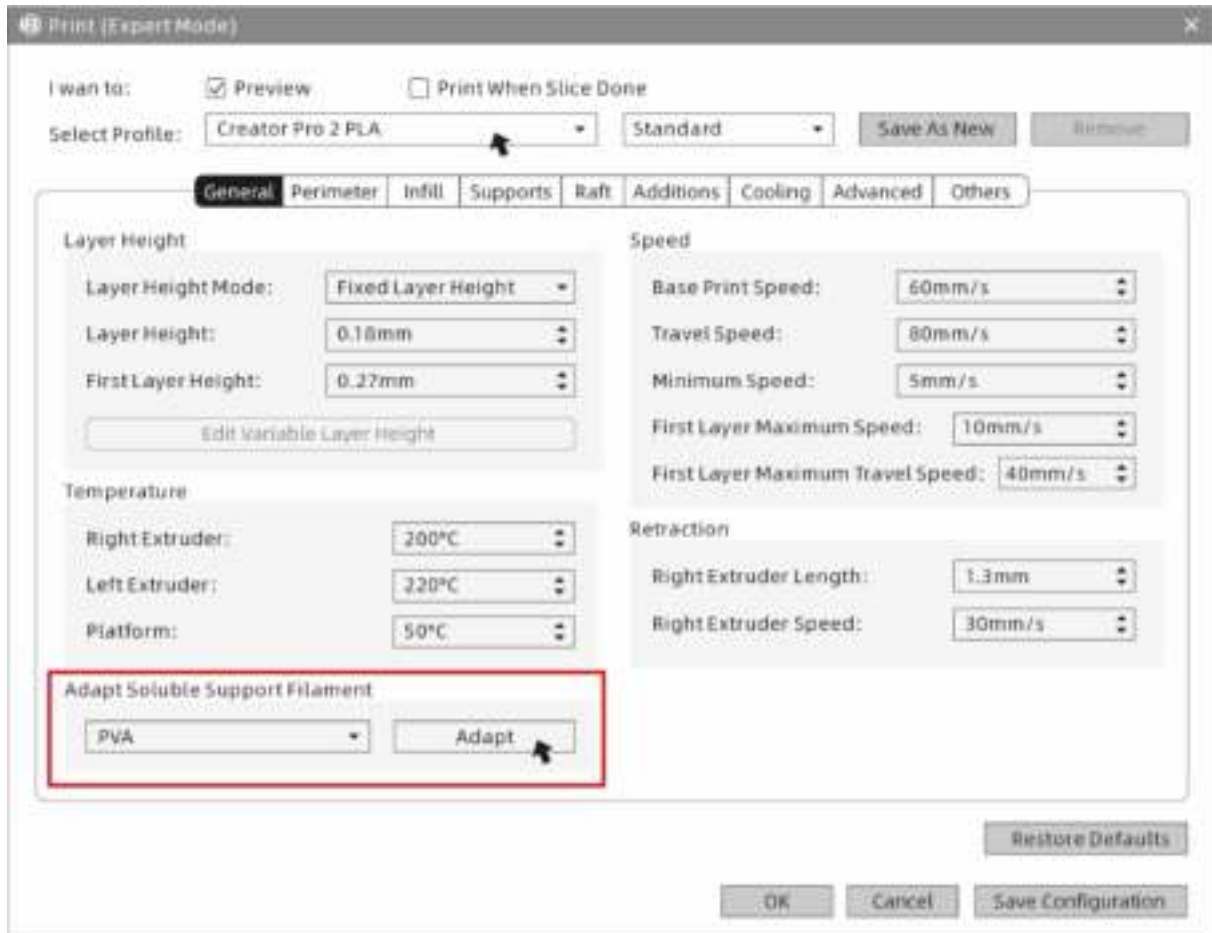 Print (Expert Mode)
I wan to:
Preview
Print When Slice Done
Select Profile:
Creator Pro 2 PLA
Standard
Save As New
Remove
General
Perimeter
Infill
Supports
Raft
Additions
Cooling
Advanced
Others
Layer Height
Layer Height Mode:
Fixed Layer Height
Layer Height:
0.18mm
First Layer Height:
0.27mm
Edit Variable Layer Height
Temperature
Right Extruder:
200°C
Left Extruder:
220°C
Platform:
50°C
Adapt Soluble Support Filament
PVA
Adapt
Speed
Base Print Speed:
60mm/s
Travel Speed:
80mm/s
Minimum Speed:
5mm/s
First Layer Maximum Speed:
10mm/s
First Layer Maximum Travel Speed:
40mm/s
Retraction
Right Extruder Length:
1.3mm
Right Extruder Speed:
30mm/s
Restore Defaults
OK
Cancel
Save Configuration